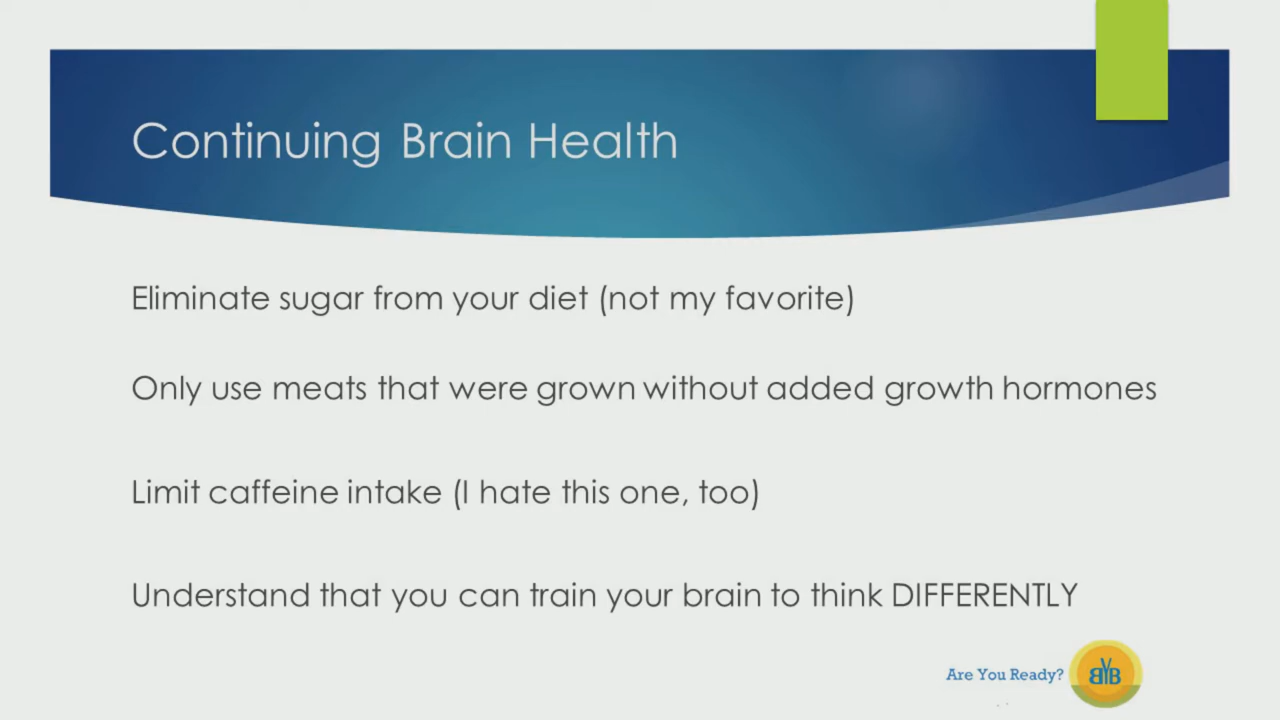 Continuing Brain Health
Eliminate sugar from your diet (not my favorite)
Only use meats that were grown without added growth hormones
Limit caffeine intake (I hate this one, too)
Understand that you can train your brain to think DIFFERENTLY
Are You Ready?
BYB